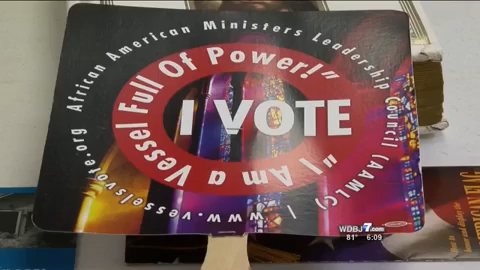 African American Ministers Leadership Council (AAMLC) | www.vesselsvote.org
"I Am a Vessel Full Of Power!"
I VOTE
WDBJ7.com
81° 6:09